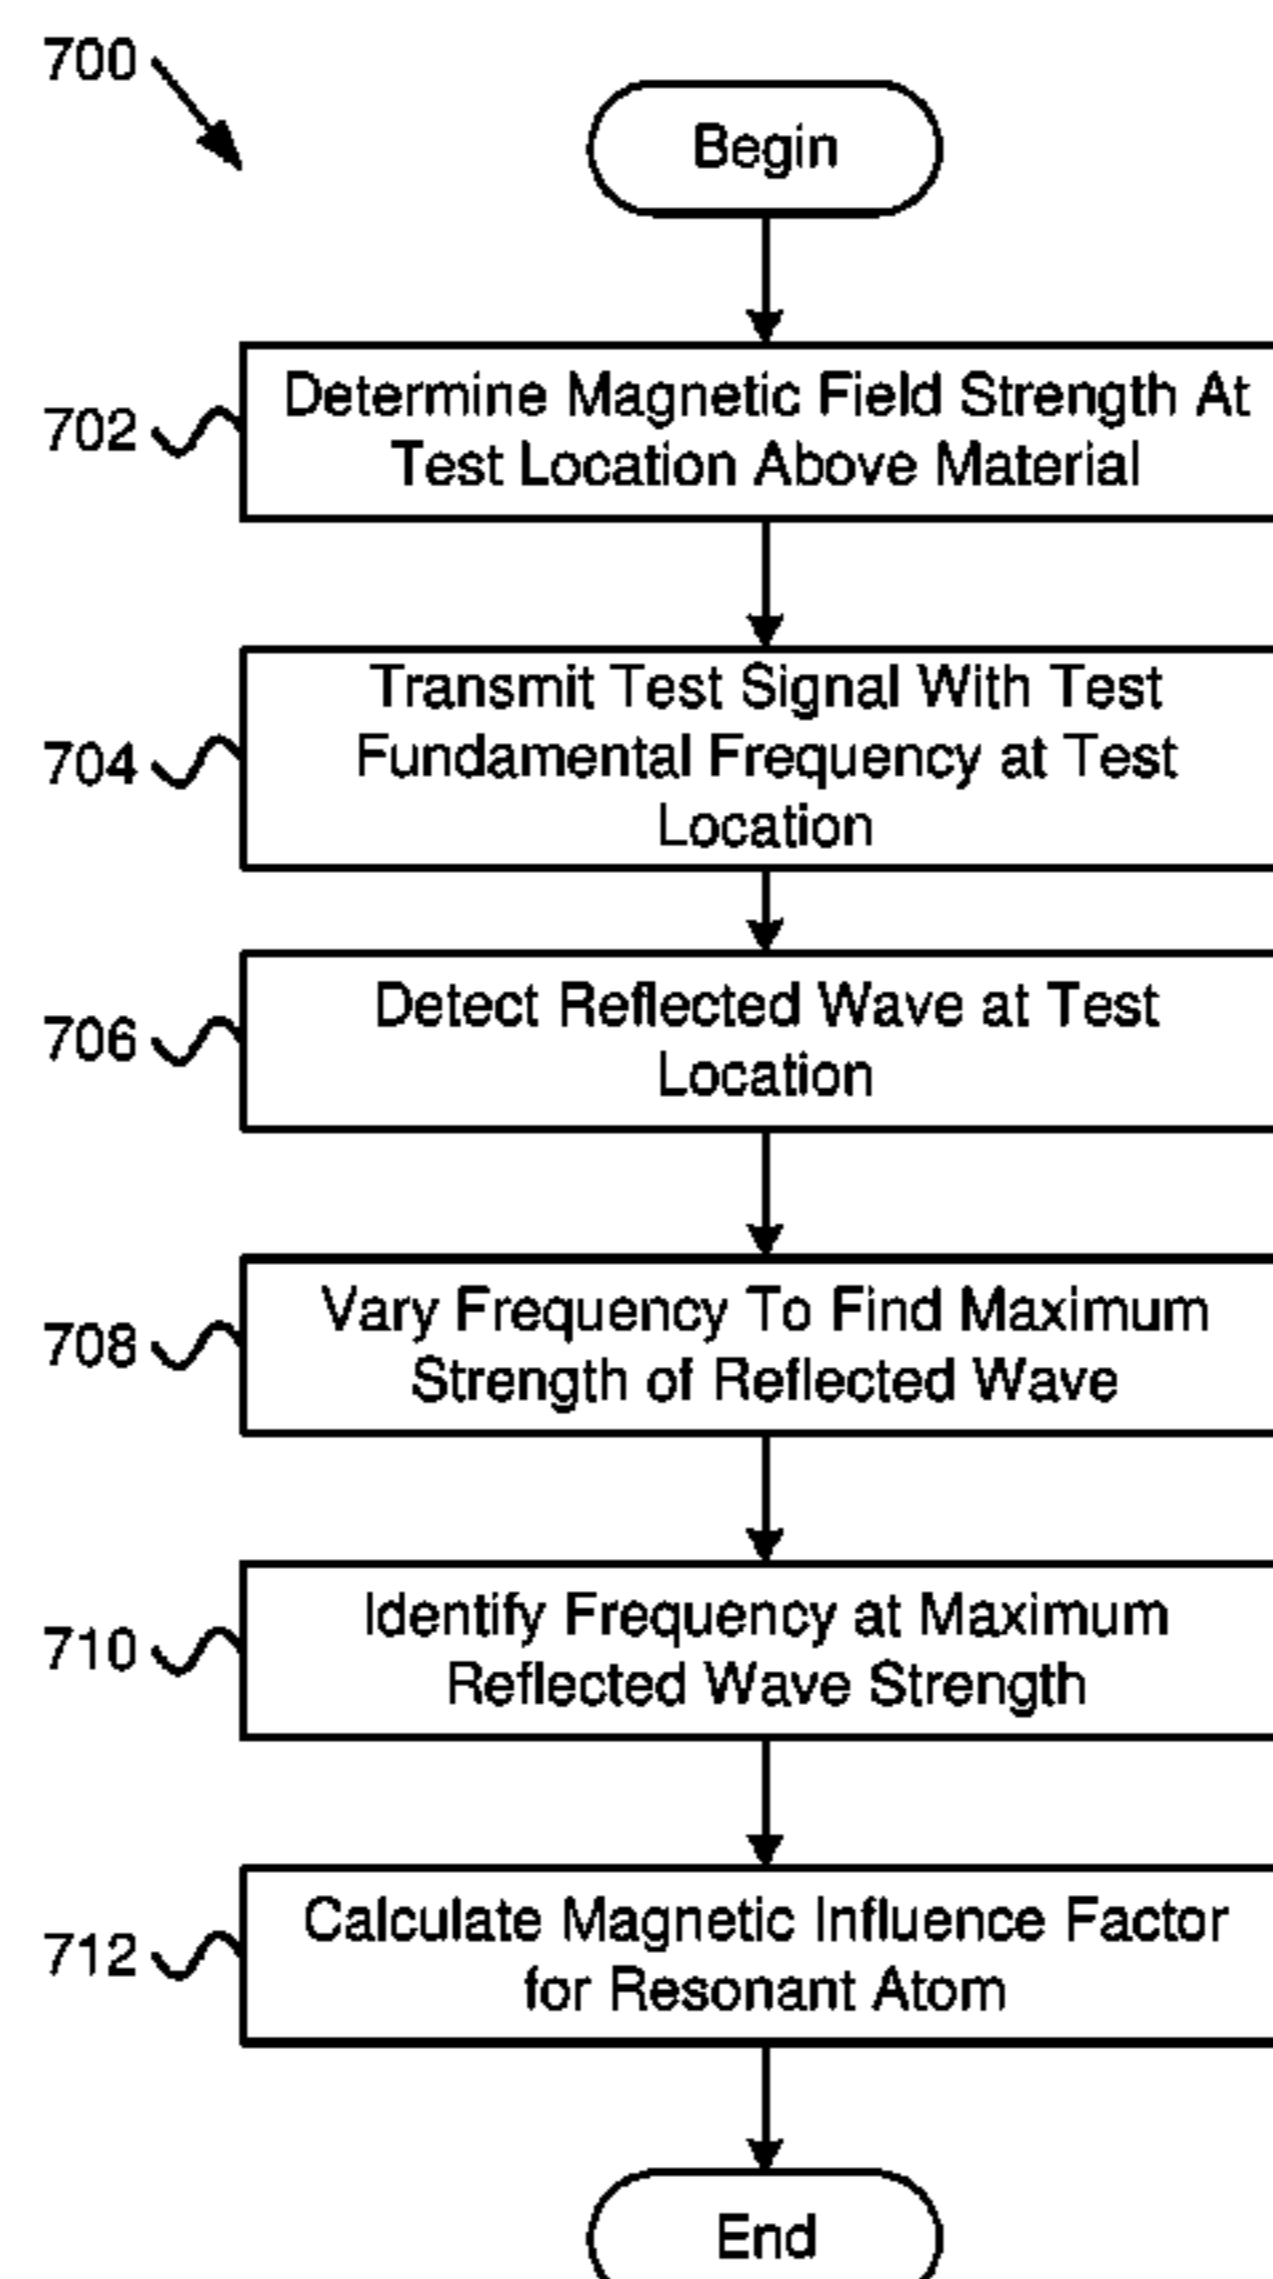 700
Begin
702
Determine Magnetic Field Strength At
Test Location Above Material
704
Transmit Test Signal With Test
Fundamental Frequency at Test
Location
706
Detect Reflected Wave at Test
Location
708
Vary Frequency To Find Maximum
Strength of Reflected Wave
710
Identify Frequency at Maximum
Reflected Wave Strength
712
Calculate Magnetic Influence Factor
for Resonant Atom
End